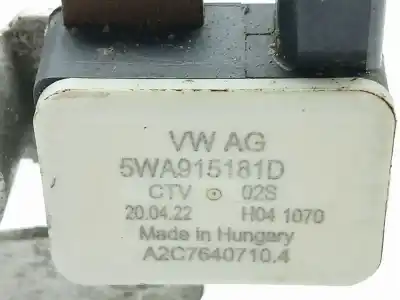 VW AG
5WA915181D
CTV ⊙ 02S
20.04.22 H04 1070
Made in Hungary
A2C7640710.4